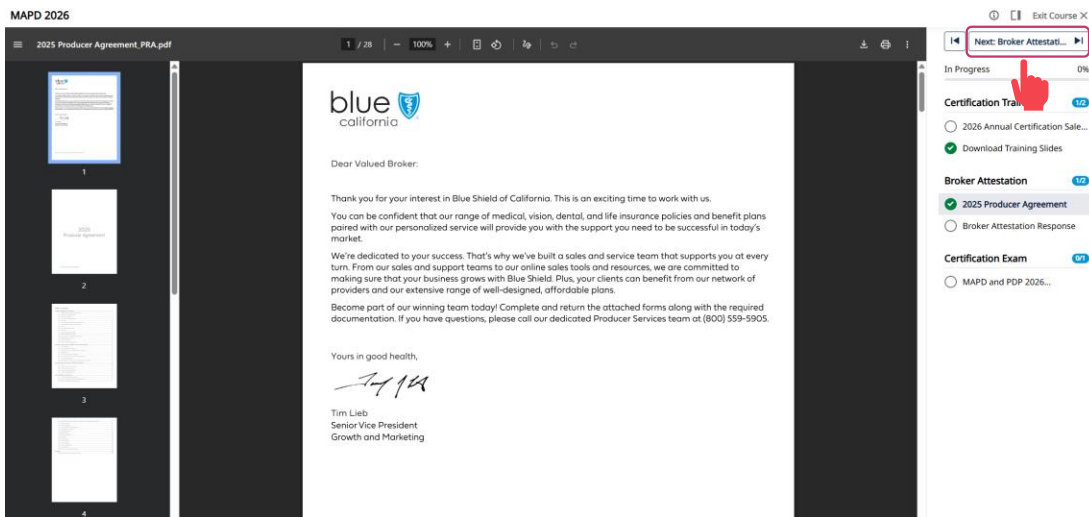 MAPD 2026
Exit Course
2025 Producer Agreement_PRA.pdf
1 / 28
100%
Next: Broker Attestati...
In Progress 0%
Certification Train
1/2
2026 Annual Certification Sale...
Download Training Slides
Broker Attestation 1/2
2025 Producer Agreement
Broker Attestation Response
Certification Exam 0/1
MAPD and PDP 2026...
1
2025
Producer Agreement
2
3
4
blue
california
Dear Valued Broker:
Thank you for your interest in Blue Shield of California. This is an exciting time to work with us.
You can be confident that our range of medical, vision, dental, and life insurance policies and benefit plans
paired with our personalized service will provide you with the support you need to be successful in today's
market.
We're dedicated to your success. That's why we've built a sales and service team that supports you at every
turn. From our sales and support teams to our online sales tools and resources, we are committed to
making sure that your business grows with Blue Shield. Plus, your clients can benefit from our network of
providers and our extensive range of well-designed, affordable plans.
Become part of our winning team today! Complete and return the attached forms along with the required
documentation. If you have questions, please call our dedicated Producer Services team at (800) 559-5905.
Yours in good health,
Tim Lieb
Senior Vice President
Growth and Marketing